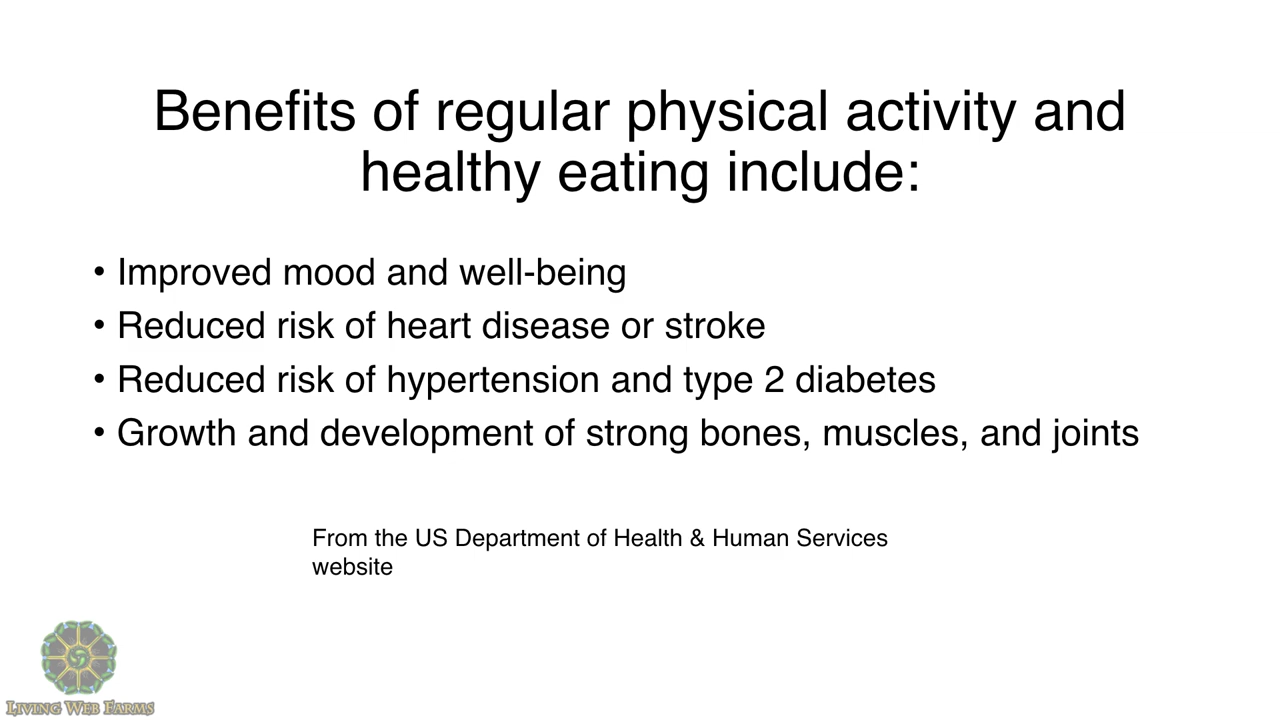 Benefits of regular physical activity and
healthy eating include:
• Improved mood and well-being
• Reduced risk of heart disease or stroke
• Reduced risk of hypertension and type 2 diabetes
• Growth and development of strong bones, muscles, and joints
From the US Department of Health & Human Services
website
Living Web Farms